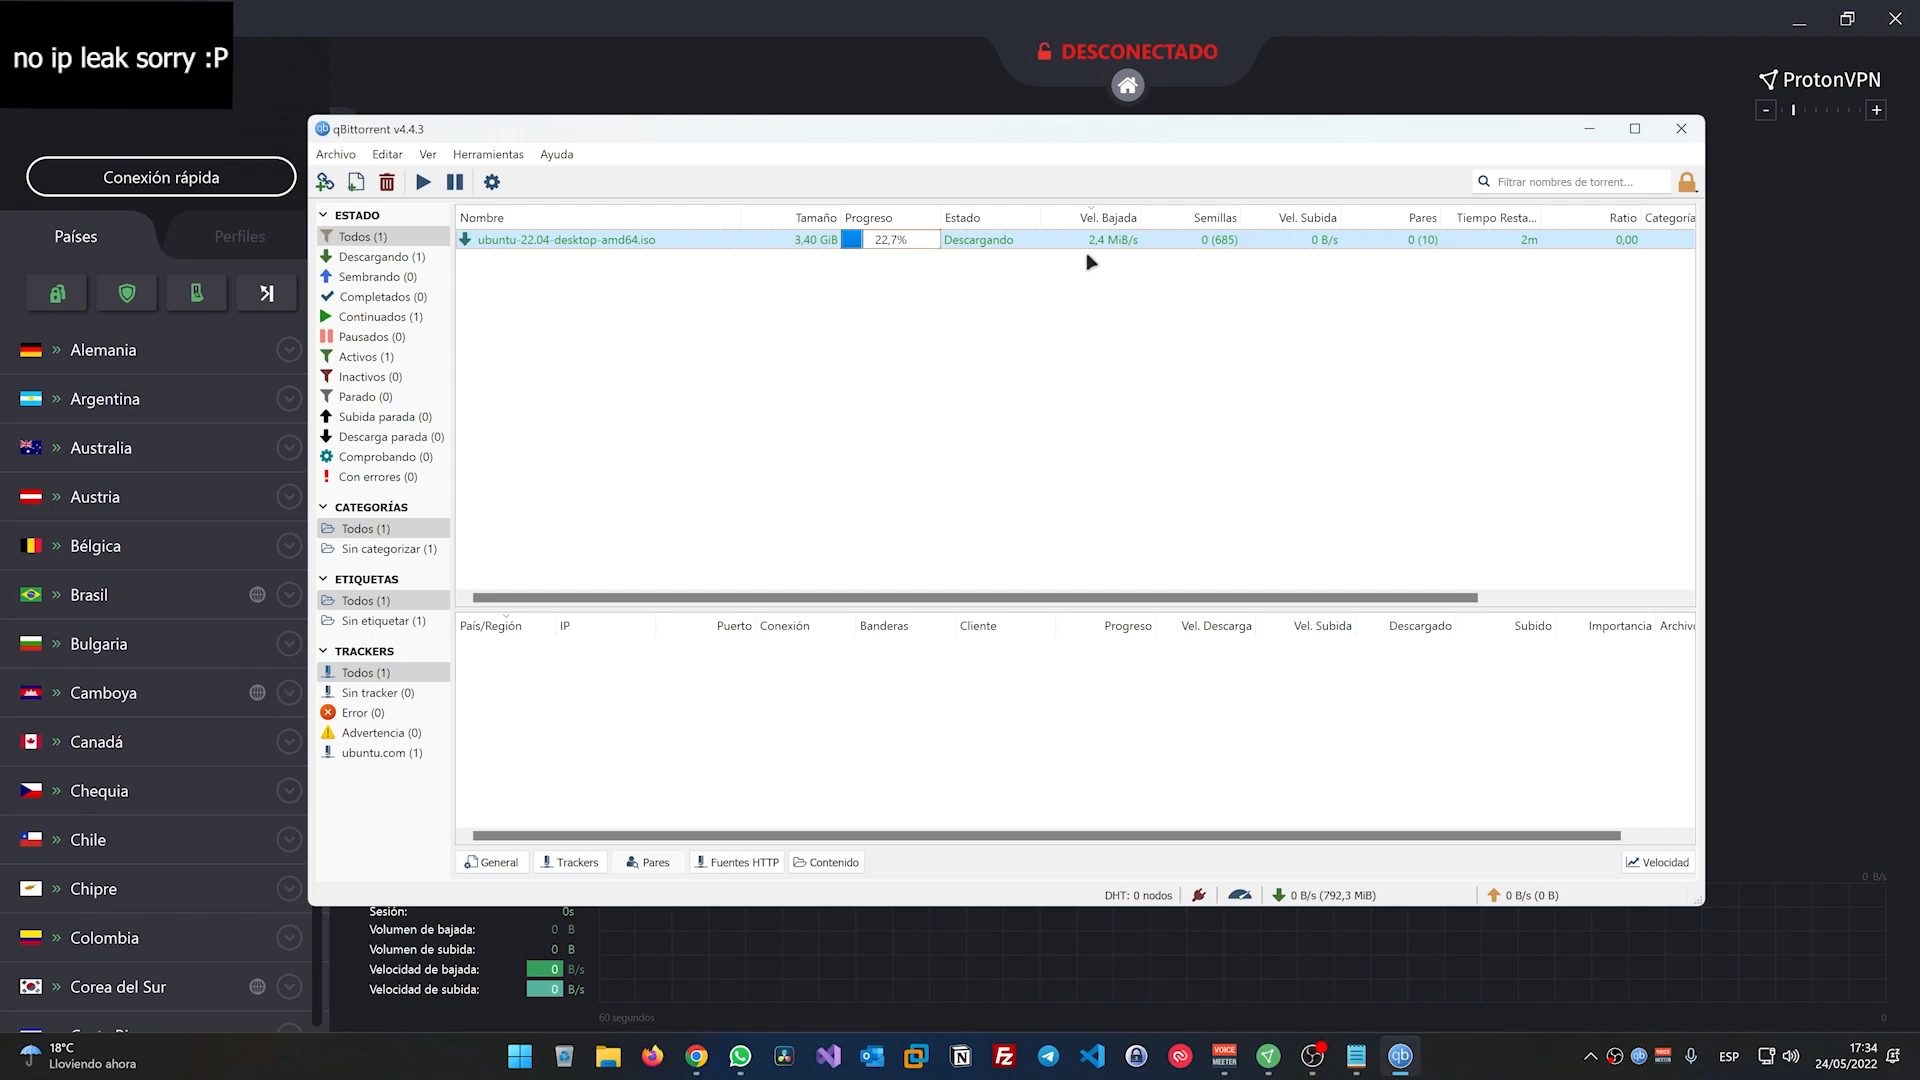 no ip leak sorry :P
DESCONECTADO
ProtonVPN
- +
Conexión rápida
Países Perfiles
» Alemania
» Argentina
» Australia
» Austria
» Bélgica
» Brasil
» Bulgaria
» Camboya
» Canadá
» Chequia
» Chile
» Chipre
» Colombia
» Corea del Sur
qb qBittorrent v4.4.3
Archivo Editar Ver Herramientas Ayuda
Filtrar nombres de torrent...
ESTADO
Todos (1)
Descargando (1)
Sembrando (0)
Completados (0)
Continuados (1)
Pausados (0)
Activos (1)
Inactivos (0)
Parado (0)
Subida parada (0)
Descarga parada (0)
Comprobando (0)
Con errores (0)
CATEGORÍAS
Todos (1)
Sin categorizar (1)
ETIQUETAS
Todos (1)
Sin etiquetar (1)
TRACKERS
Todos (1)
Sin tracker (0)
Error (0)
Advertencia (0)
ubuntu.com (1)
Nombre Tamaño Progreso Estado Vel. Bajada Semillas Vel. Subida Pares Tiempo Resta... Ratio Categoría
ubuntu-22.04-desktop-amd64.iso 3,40 GiB 22,7% Descargando 2,4 MiB/s 0 (685) 0 B/s 0 (10) 2m 0,00
País/Región IP Puerto Conexión Banderas Cliente Progreso Vel. Descarga Vel. Subida Descargado Subido Importancia Archivo
General Trackers Pares Fuentes HTTP Contenido Velocidad
DHT: 0 nodos 0 B/s (792,3 MiB) 0 B/s (0 B)
0 B/s
Sesión: 0s
Volumen de bajada: 0 B
Volumen de subida: 0 B
Velocidad de bajada: 0 B/s
Velocidad de subida: 0 B/s
60 segundos 0
18°C
Lloviendo ahora
N
Fz
VOICE
MEETER
qb
ESP
17:34
24/05/2022